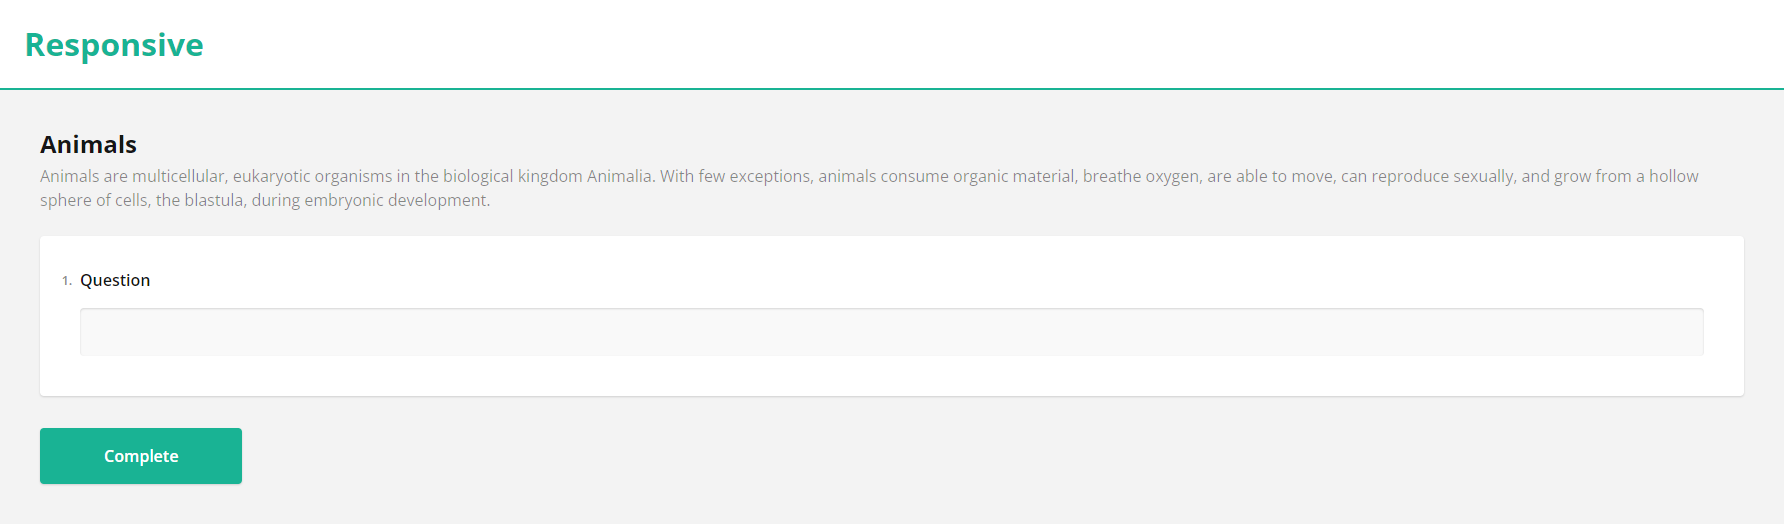 Responsive
Animals
Animals are multicellular, eukaryotic organisms in the biological kingdom Animalia. With few exceptions, animals consume organic material, breathe oxygen, are able to move, can reproduce sexually, and grow from a hollow
sphere of cells, the blastula, during embryonic development.
1. Question
Complete